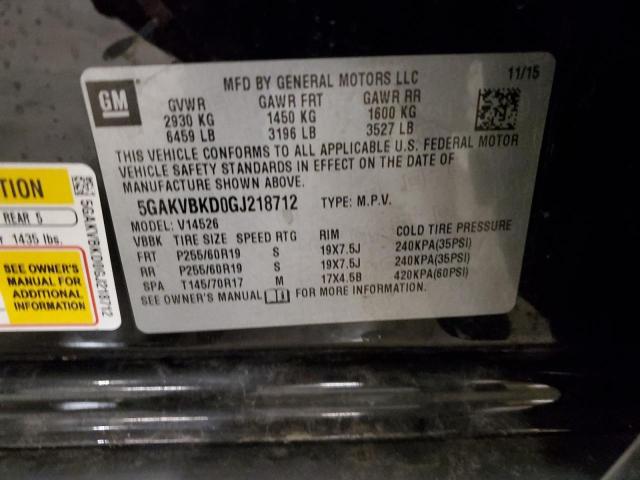 GM
MFD BY GENERAL MOTORS LLC 11/15
GVWR GAWR FRT GAWR RR
2930 KG 1450 KG 1600 KG
6459 LB 3196 LB 3527 LB
THIS VEHICLE CONFORMS TO ALL APPLICABLE U.S. FEDERAL MOTOR
VEHICLE SAFETY STANDARDS IN EFFECT ON THE DATE OF
MANUFACTURE SHOWN ABOVE.
5GAKVBKD0GJ218712 TYPE: M.P.V.
MODEL: V14526
VBBK TIRE SIZE SPEED RTG RIM COLD TIRE PRESSURE
FRT P255/60R19 S 19X7.5J 240KPA(35PSI)
RR P255/60R19 S 19X7.5J 240KPA(35PSI)
SPA T145/70R17 M 17X4.5B 420KPA(60PSI)
SEE OWNER'S MANUAL FOR MORE INFORMATION.
TION
REAR 5
1435 lbs.
SEE OWNER'S
MANUAL FOR
ADDITIONAL
INFORMATION
5GAKVBKD0GJ218712